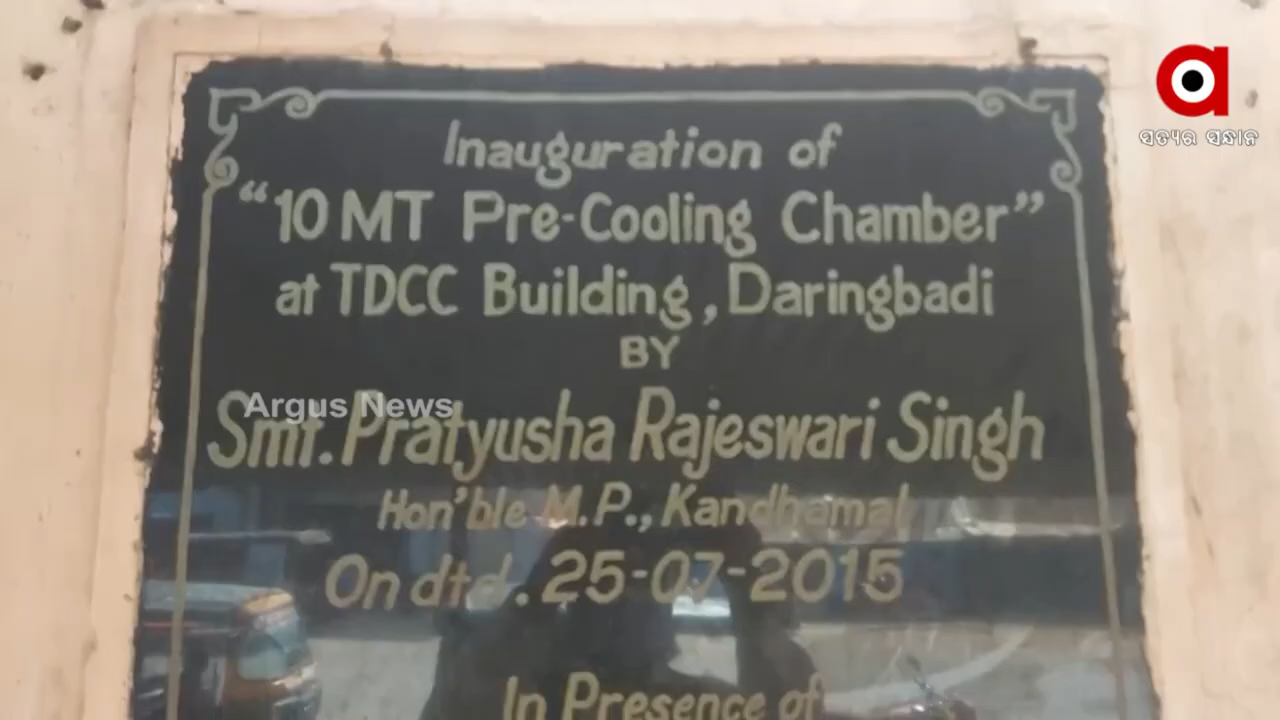 ସତ୍ୟର ସନ୍ଧାନ
Inauguration of
“10 MT Pre-Cooling Chamber”
at TDCC Building, Daringbadi
BY
Argus News
Smt. Pratyusha Rajeswari Singh
Hon'ble M.P., Kandhamal
On dtd. 25-07-2015
In Presence of